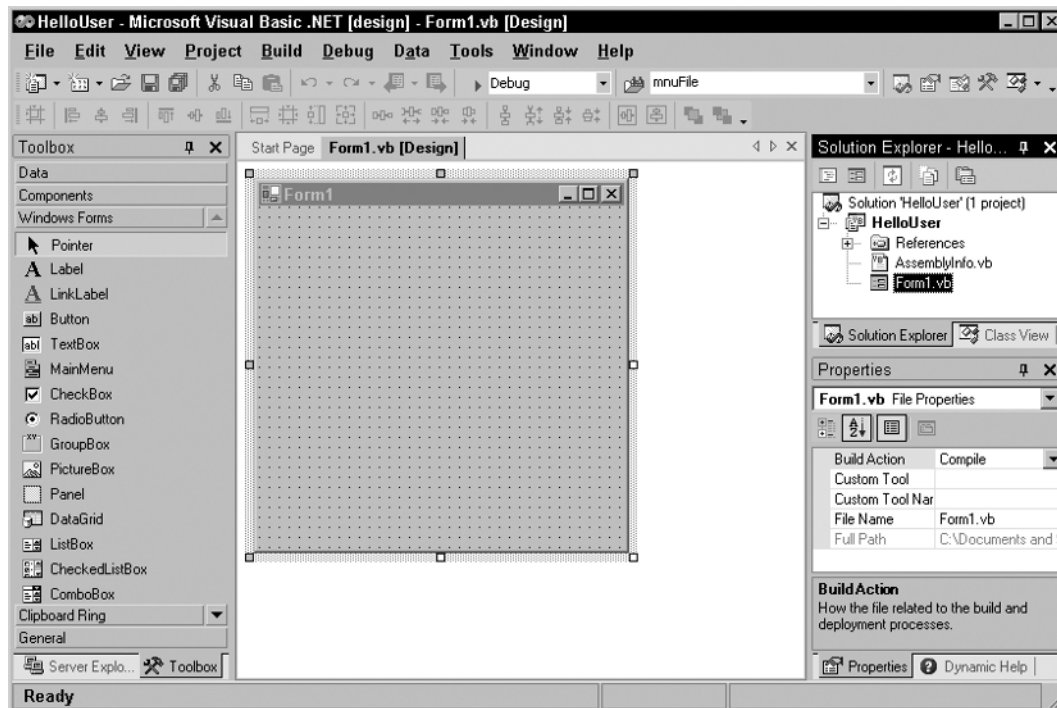 HelloUser - Microsoft Visual Basic .NET [design] - Form1.vb [Design]
File Edit View Project Build Debug Data Tools Window Help
Debug mnuFile
Toolbox
Data
Components
Windows Forms
Pointer
A Label
A LinkLabel
ab Button
abl TextBox
MainMenu
CheckBox
RadioButton
XY GroupBox
PictureBox
Panel
DataGrid
ListBox
CheckedListBox
ComboBox
Clipboard Ring
General
Server Explo... Toolbox
Start Page Form1.vb [Design]
Form1
Solution Explorer - Hello...
Solution 'HelloUser' (1 project)
HelloUser
References
AssemblyInfo.vb
Form1.vb
Solution Explorer Class View
Properties
Form1.vb File Properties
Build Action Compile
Custom Tool
Custom Tool Nar
File Name Form1.vb
Full Path C:\Documents and
Build Action
How the file related to the build and
deployment processes.
Properties Dynamic Help
Ready